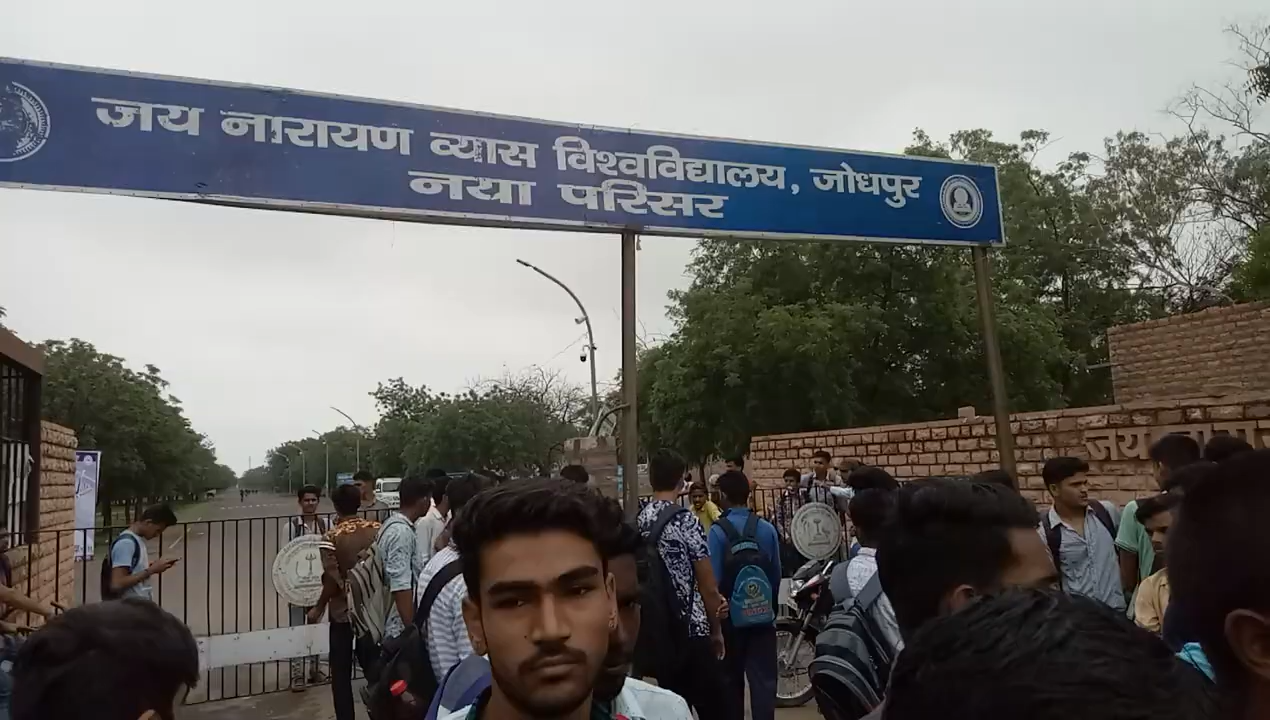 जय नारायण व्यास विश्वविद्यालय, जोधपुर
नया परिसर
जय